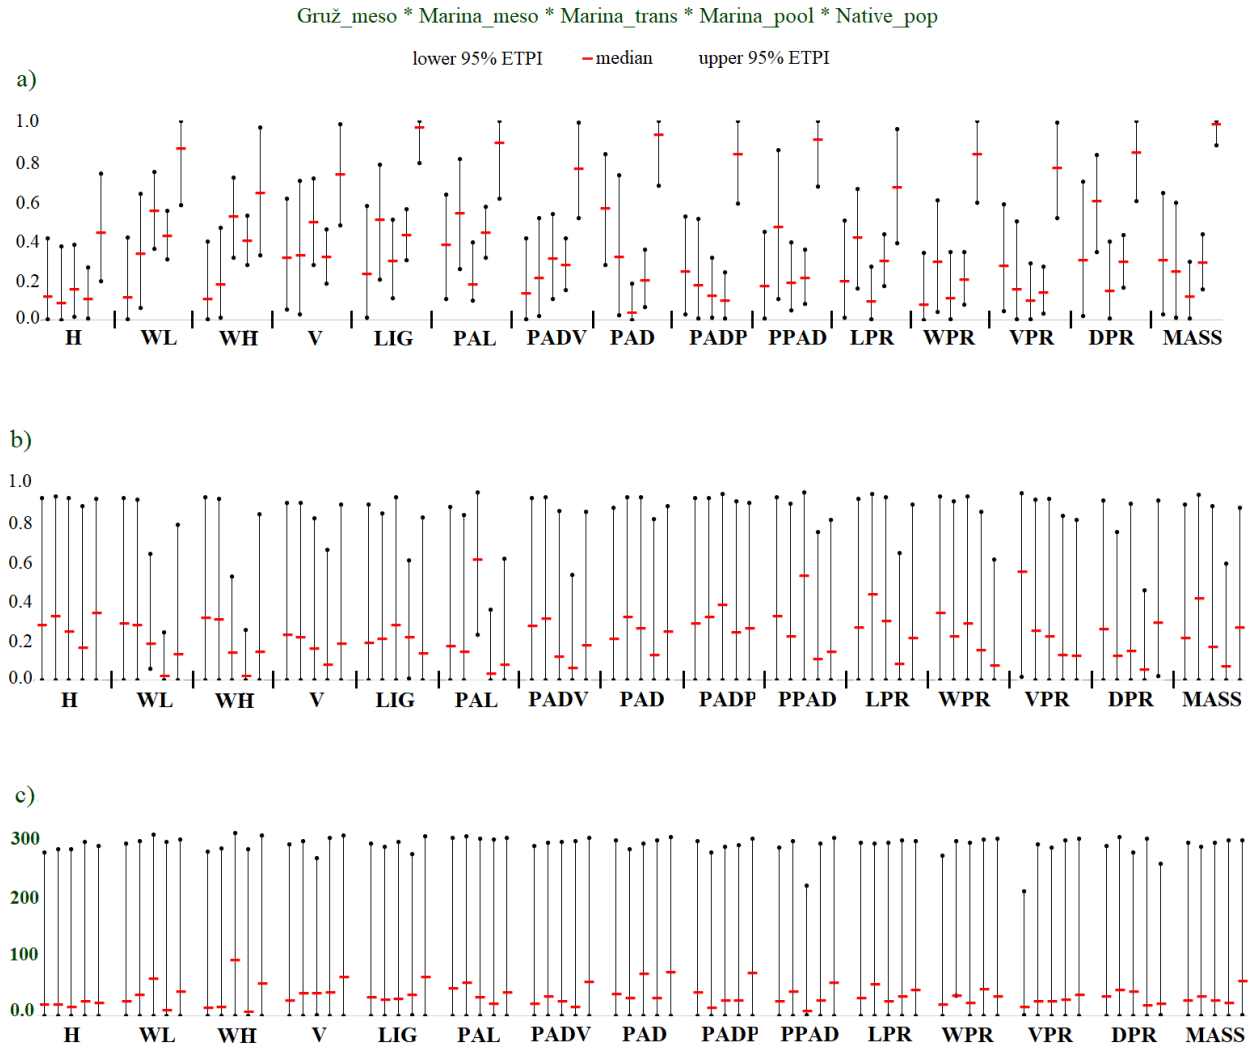 Gruž_meso * Marina_meso * Marina_trans * Marina_pool * Native_pop
lower 95% ETPI median upper 95% ETPI
a)
1.0
0.8
0.6
0.4
0.2
0.0
H WL WH V LIG PAL PADV PAD PADP PPAD LPR WPR VPR DPR MASS
b)
1.0
0.8
0.6
0.4
0.2
0.0
H WL WH V LIG PAL PADV PAD PADP PPAD LPR WPR VPR DPR MASS
c)
300
200
100
0.0
H WL WH V LIG PAL PADV PAD PADP PPAD LPR WPR VPR DPR MASS